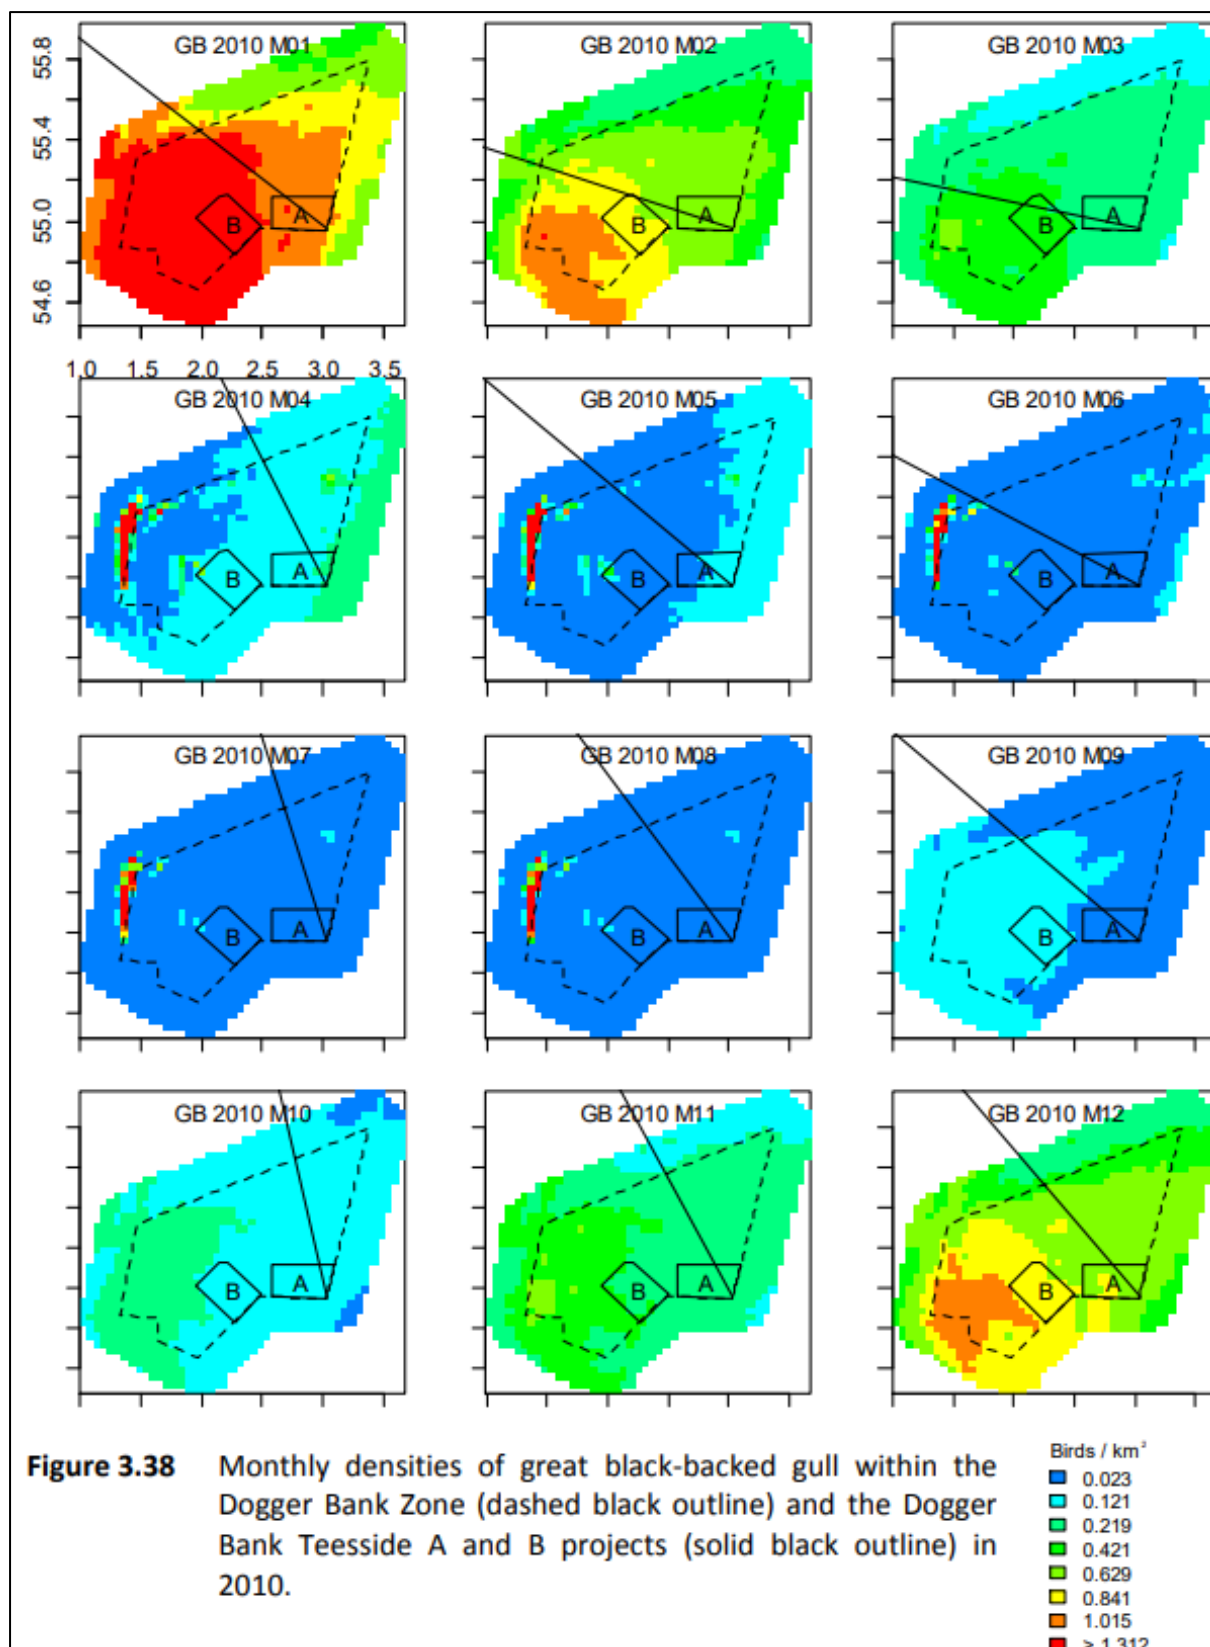 GB 2010 M01
GB 2010 M02
GB 2010 M03
55.8
55.4
55.0
54.6
B
A
B
A
B
A
1.0 1.5 2.0 2.5 3.0 3.5
GB 2010 M04
GB 2010 M05
GB 2010 M06
B
A
B
A
B
A
GB 2010 M07
GB 2010 M08
GB 2010 M09
B
A
B
A
B
A
GB 2010 M10
GB 2010 M11
GB 2010 M12
B
A
B
A
B
A
Figure 3.38 Monthly densities of great black-backed gull within the
Dogger Bank Zone (dashed black outline) and the Dogger
Bank Teesside A and B projects (solid black outline) in
2010.
Birds / km²
0.023
0.121
0.219
0.421
0.629
0.841
1.015
> 1.312